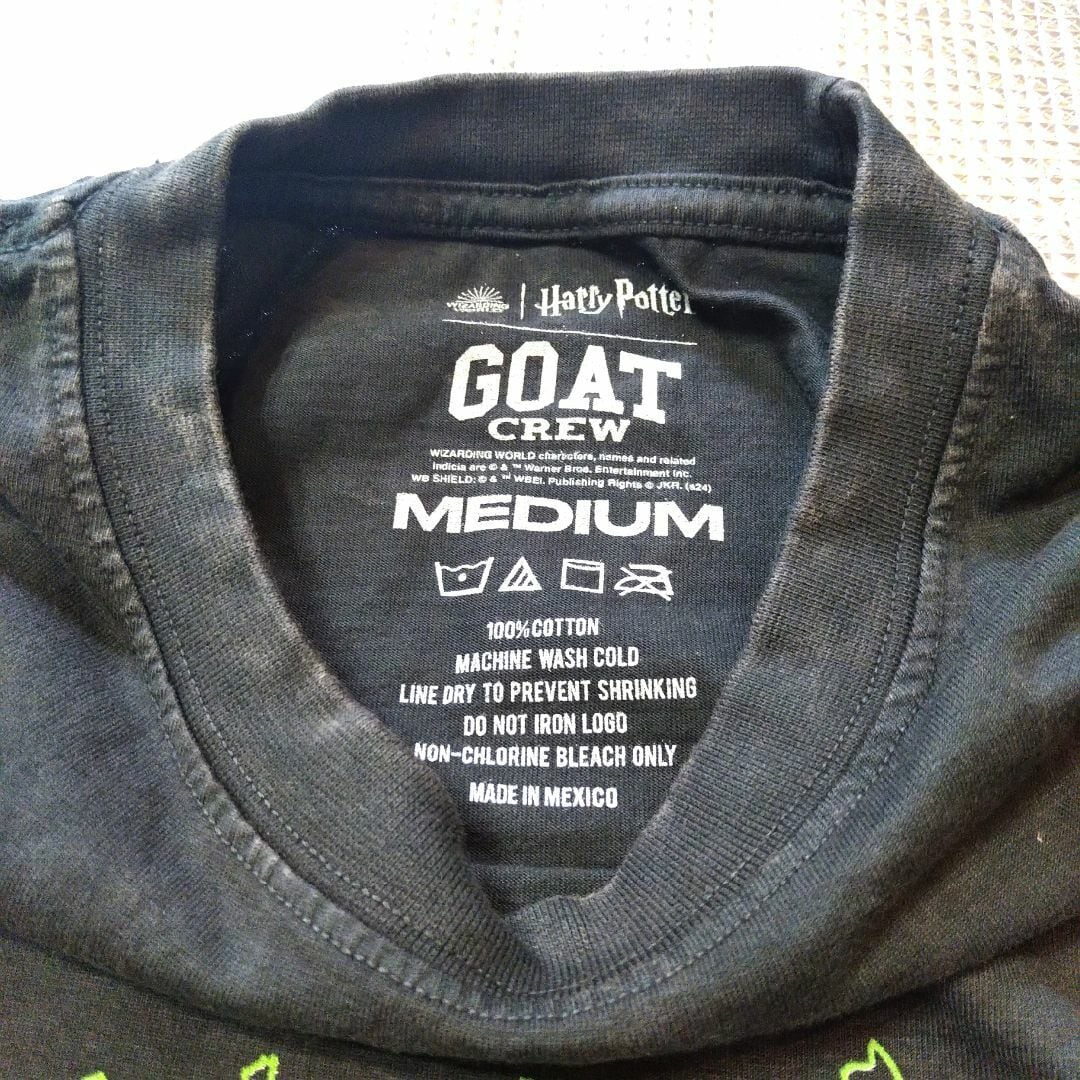 WIZARDING WORLD | Harry Potter
GOAT
CREW
WIZARDING WORLD characters, names and related
indicia are © & ™ Warner Bros. Entertainment Inc.
WB SHIELD: © & ™ WBEI. Publishing Rights © JKR. (s24)
MEDIUM
100% COTTON
MACHINE WASH COLD
LINE DRY TO PREVENT SHRINKING
DO NOT IRON LOGO
NON-CHLORINE BLEACH ONLY
MADE IN MEXICO